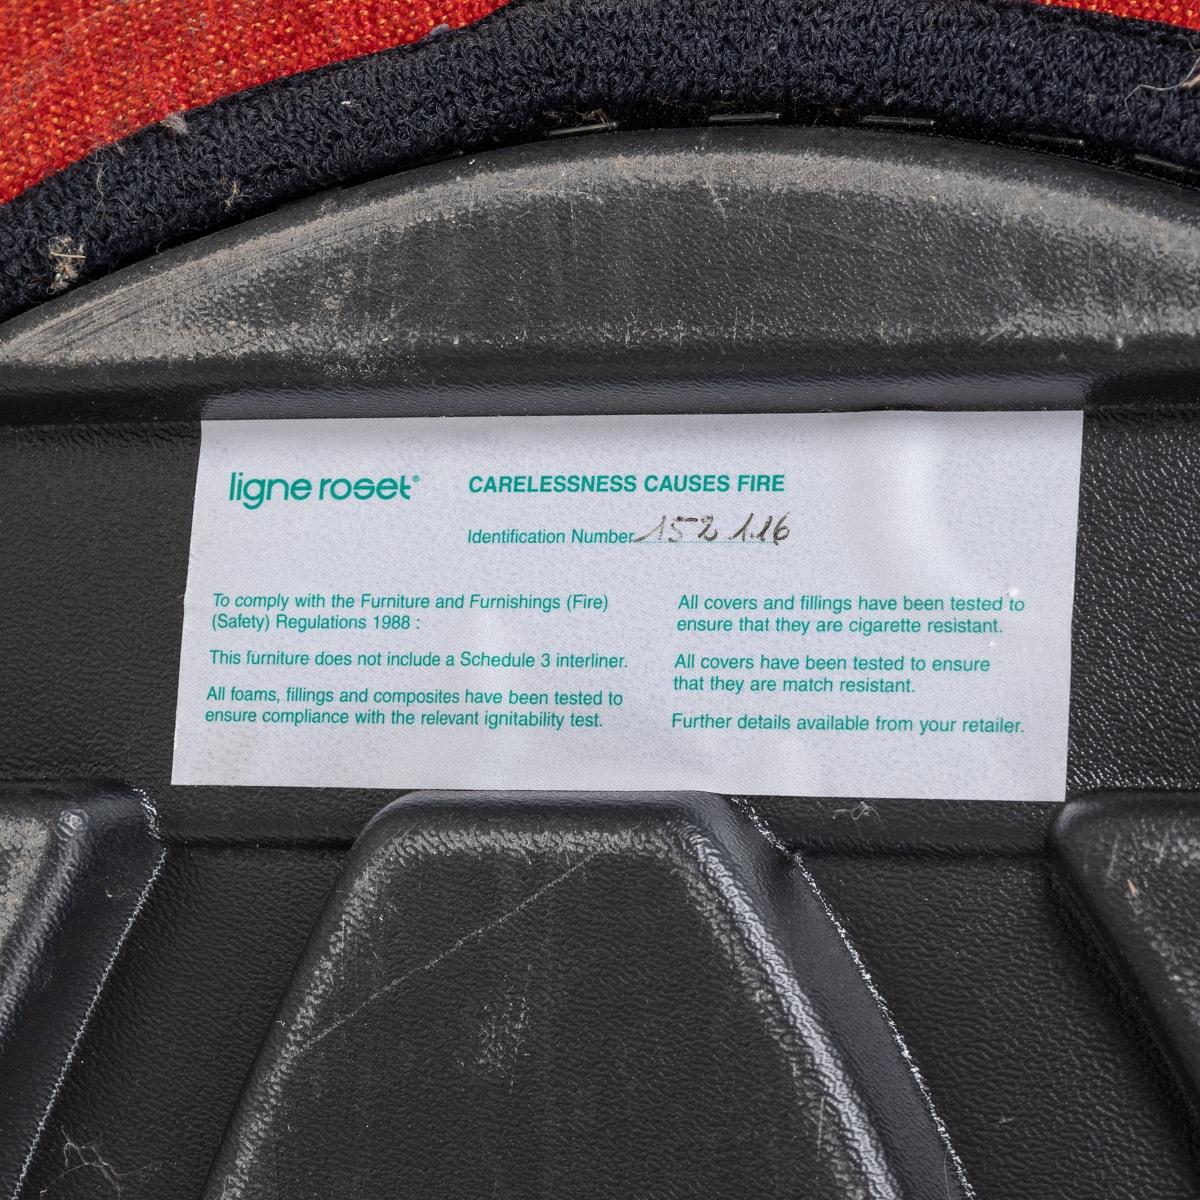 ligne roset®
CARELESSNESS CAUSES FIRE
Identification Number 152 116
To comply with the Furniture and Furnishings (Fire)
(Safety) Regulations 1988 :
This furniture does not include a Schedule 3 interliner.
All foams, fillings and composites have been tested to
ensure compliance with the relevant ignitability test.
All covers and fillings have been tested to
ensure that they are cigarette resistant.
All covers have been tested to ensure
that they are match resistant.
Further details available from your retailer.